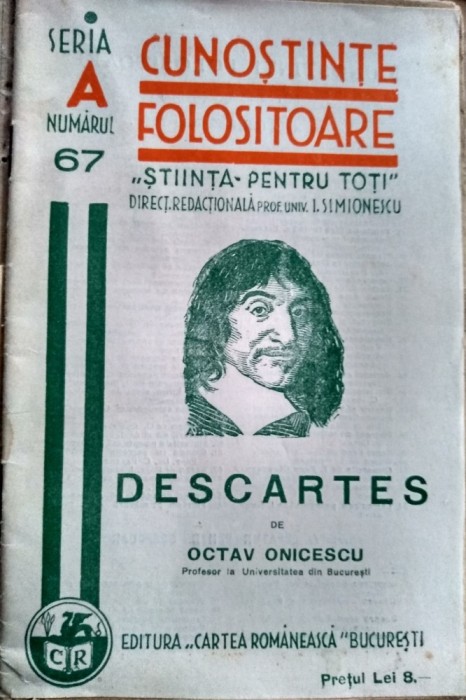 SERIA
A
NUMĂRUL
67
CUNOȘTINȚE
FOLOSITOARE
„ȘTIINȚA-PENTRU TOȚI"
DIRECȚ. REDACȚIONALĂ PROF. UNIV. I. SIMIONESCU
DESCARTES
DE
OCTAV ONICESCU
Profesor la Universitatea din București
C R
EDITURA „CARTEA ROMÂNEASCĂ" BUCUREȘTI
Prețul Lei 8.—